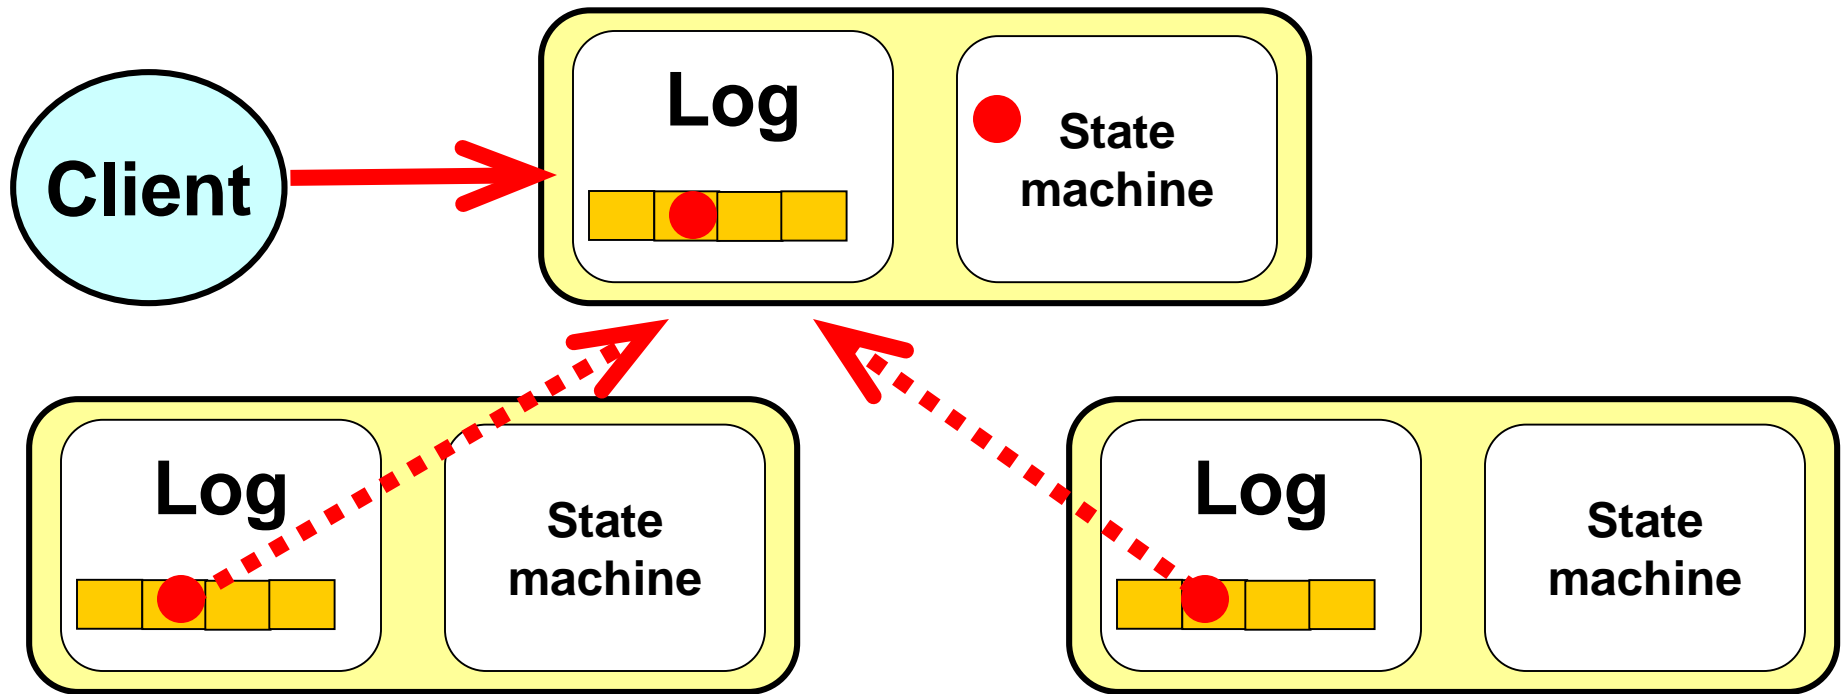 Client
Log
State
machine
Log
State
machine
Log
State
machine